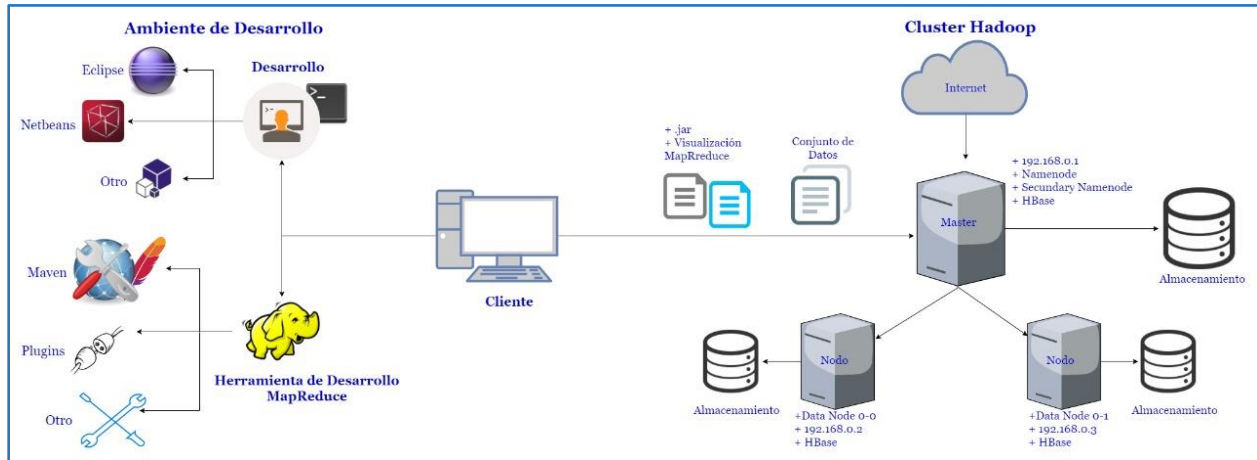 Ambiente de Desarrollo
Eclipse
Desarrollo
Netbeans
Otro
Maven
Plugins
Otro
Herramienta de Desarrollo
MapReduce
Cliente
+ .jar
+ Visualización
MapRreduce
Conjunto de
Datos
Cluster Hadoop
Internet
+ 192.168.0.1
+ Namenode
+ Secundary Namenode
+ HBase
Master
Almacenamiento
Nodo
Almacenamiento
+Data Node 0-0
+ 192.168.0.2
+ HBase
Nodo
Almacenamiento
+Data Node 0-1
+ 192.168.0.3
+ HBase